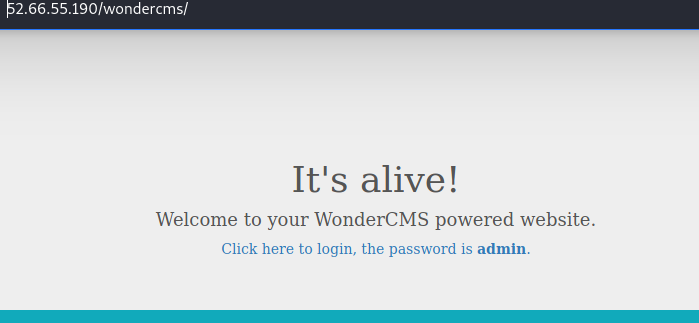 52.66.55.190/wondercms/
It's alive!
Welcome to your WonderCMS powered website.
Click here to login, the password is admin.